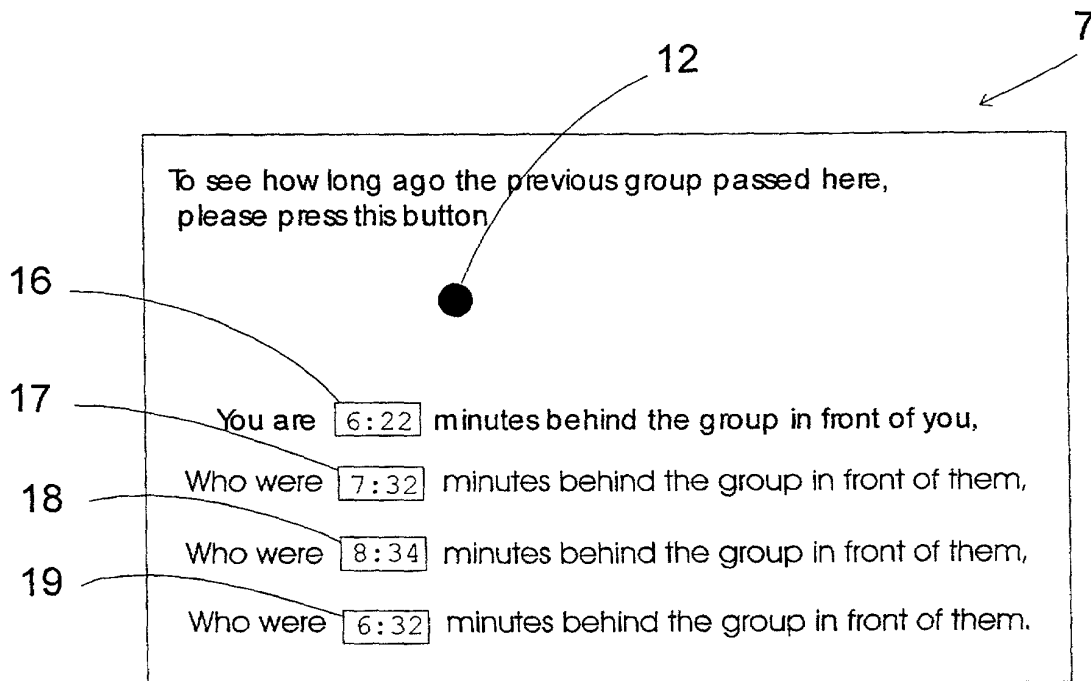 7
12
To see how long ago the previous group passed here,
please press this button
16
17
You are 6:22 minutes behind the group in front of you,
Who were 7:32 minutes behind the group in front of them,
18
Who were 8:34 minutes behind the group in front of them,
19
Who were 6:32 minutes behind the group in front of them.